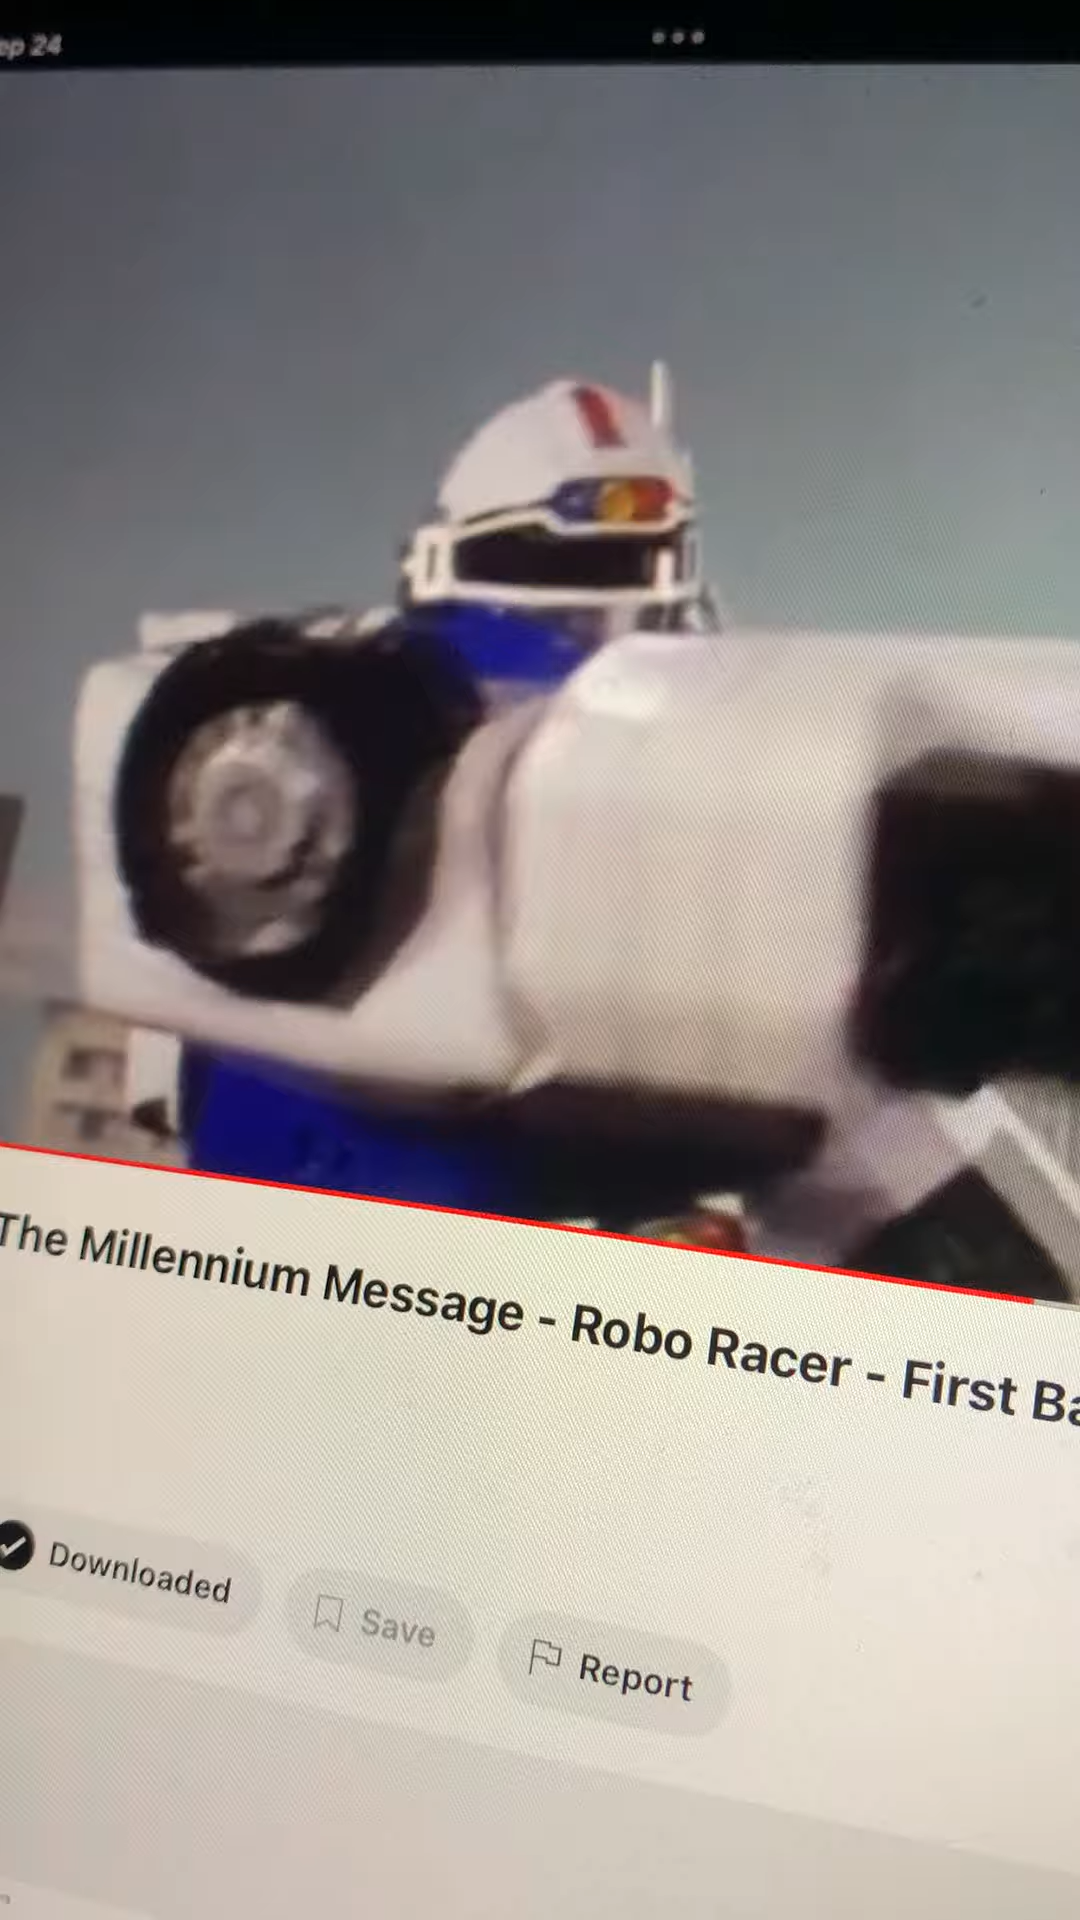 ep 24
The Millennium Message - Robo Racer - First Ba
Downloaded
Save
Report